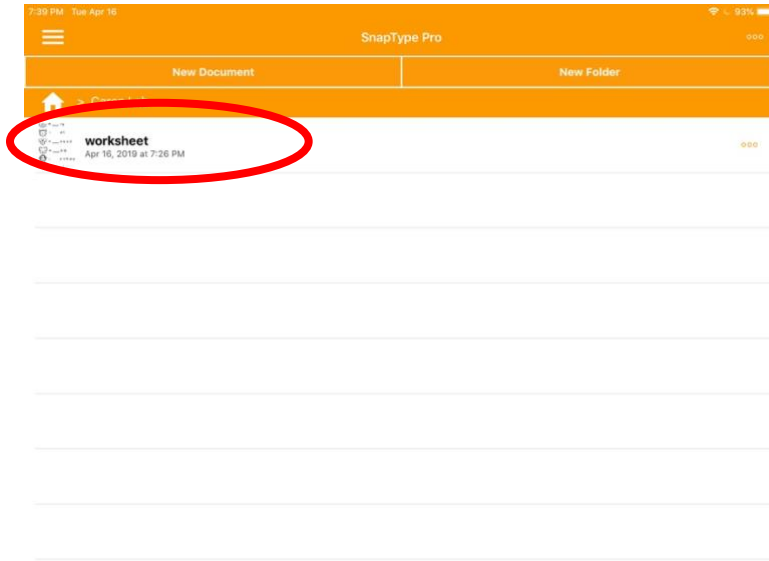 7:39 PM Tue Apr 16
93%
SnapType Pro
New Document
New Folder
>
worksheet
Apr 16, 2019 at 7:26 PM